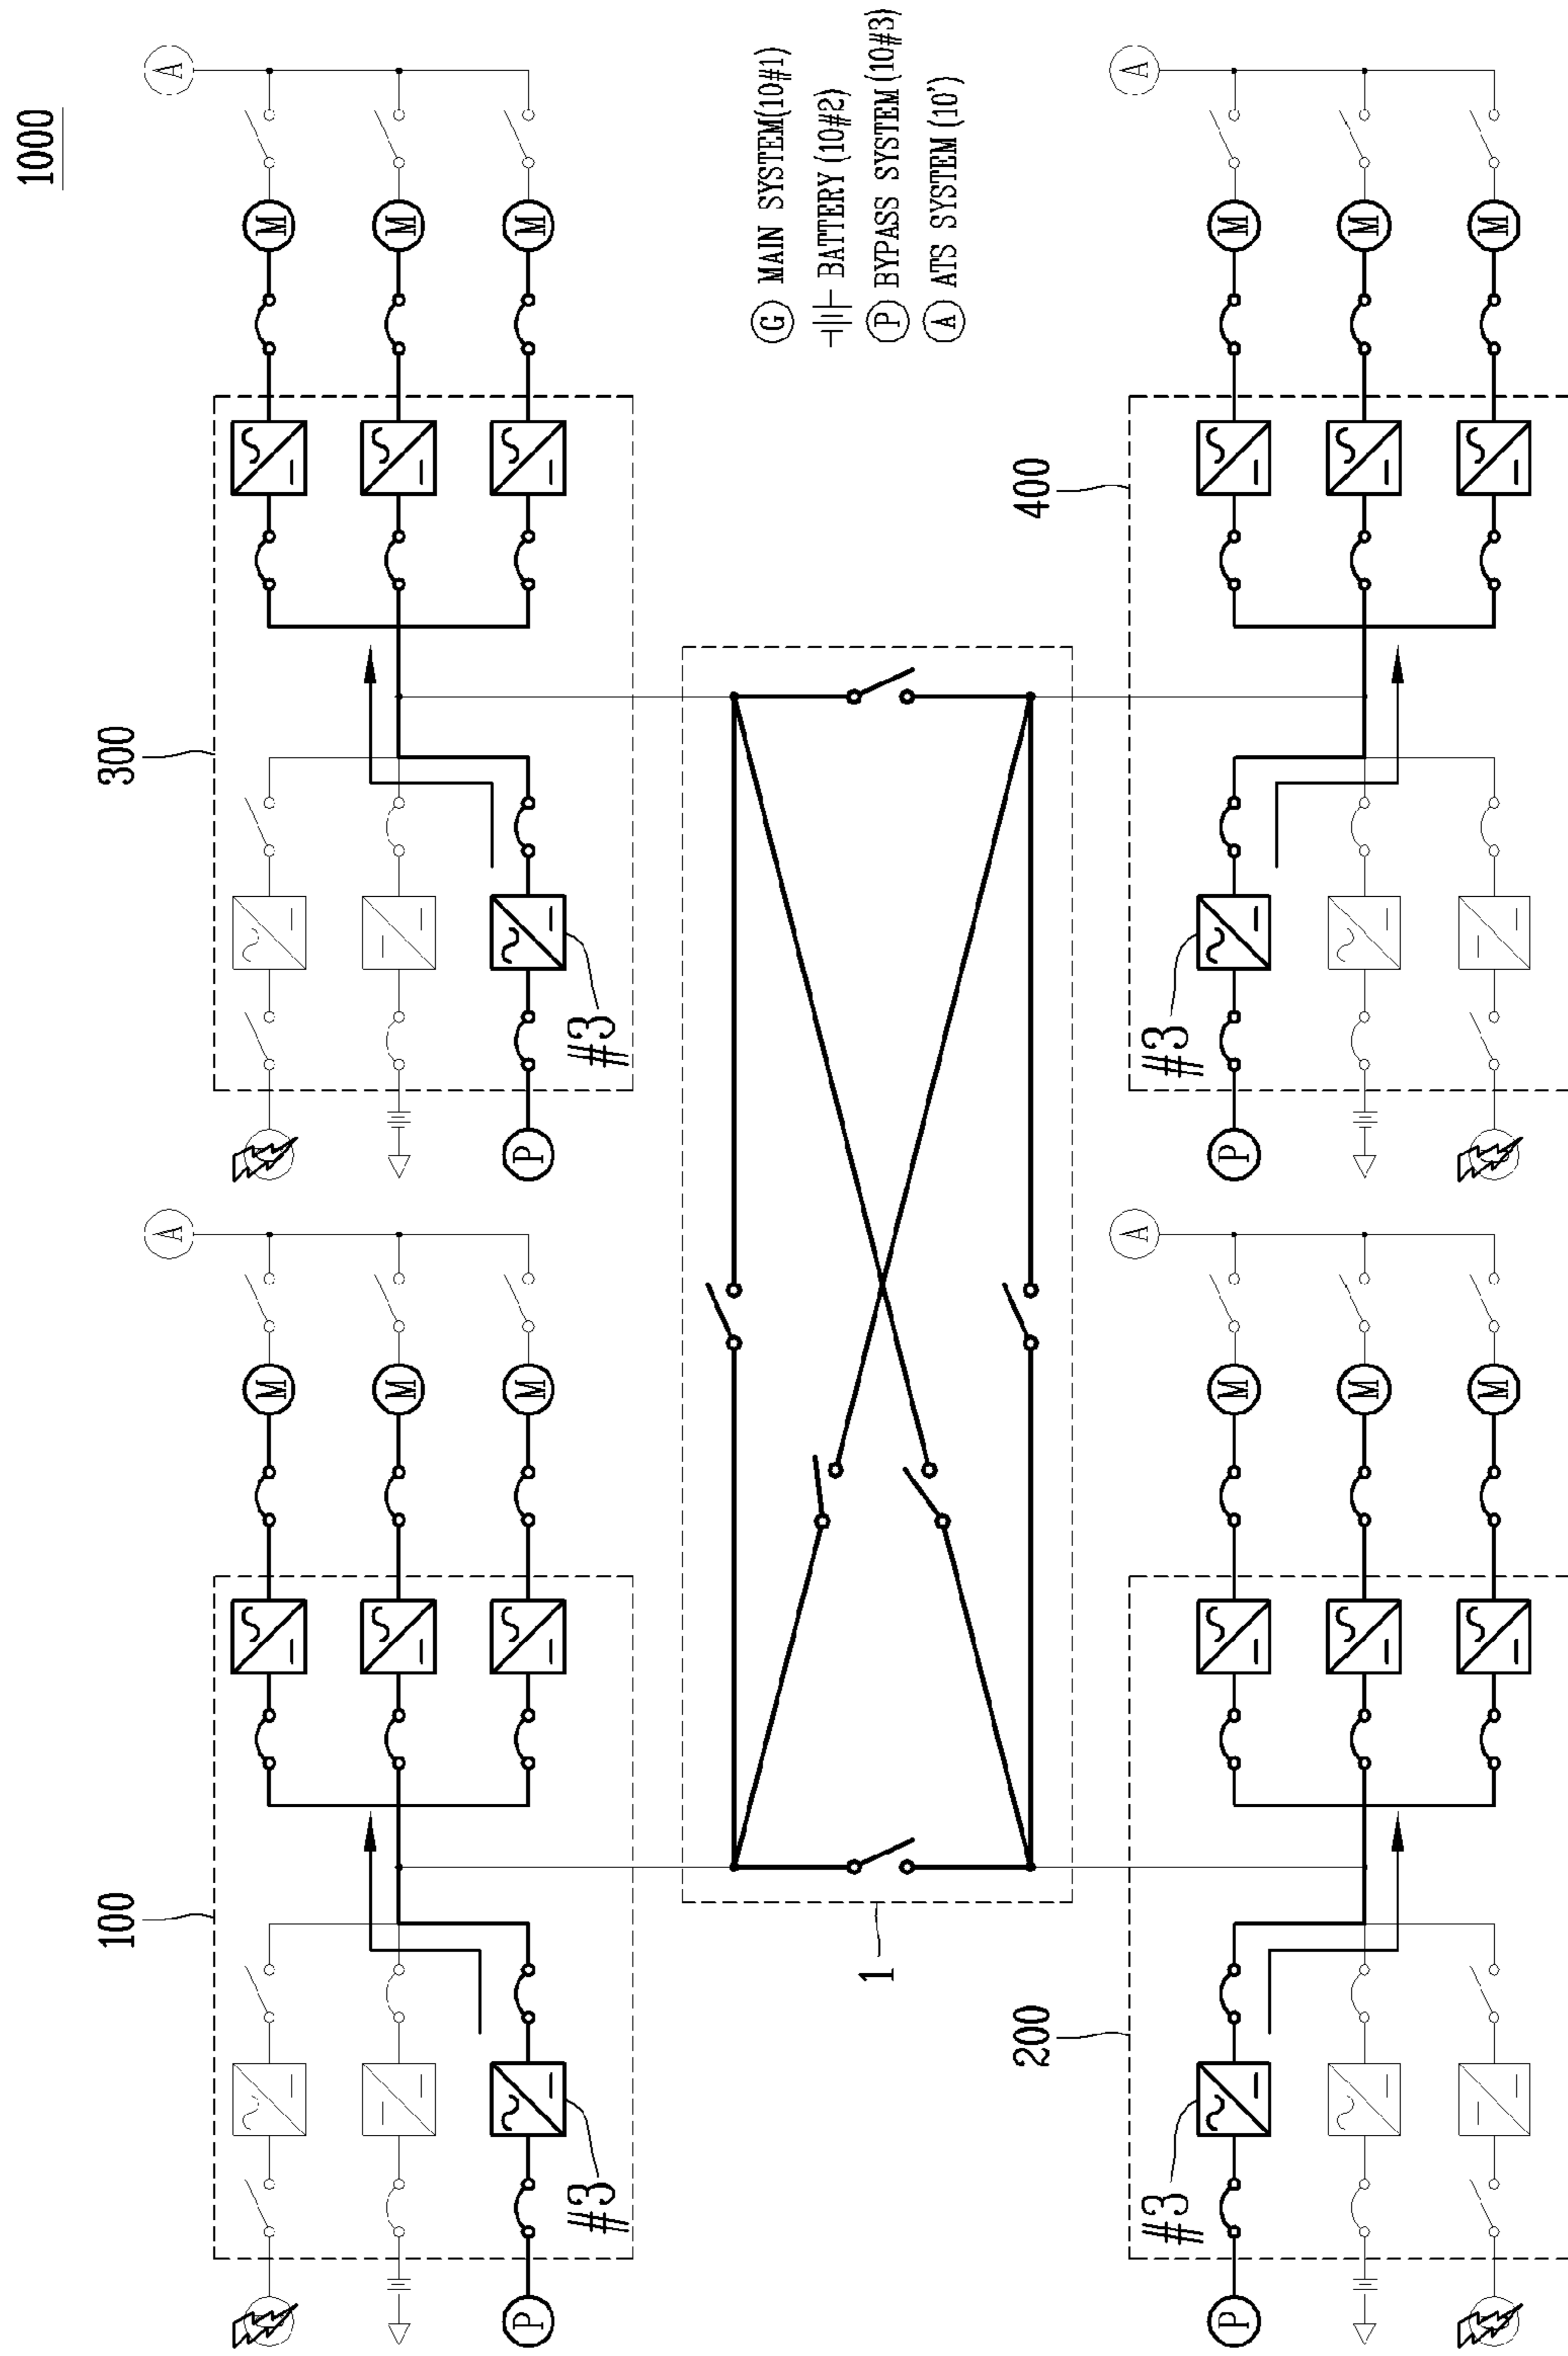 1000
100
300
A
A
M
M
M
M
P
M
P
M
#3
#3
G MAIN SYSTEM(10#1)
BATTERY (10#2)
P BYPASS SYSTEM (10#3)
A ATS SYSTEM (10')
1
200
400
A
A
#3
#3
P
M
P
M
M
M
M
M